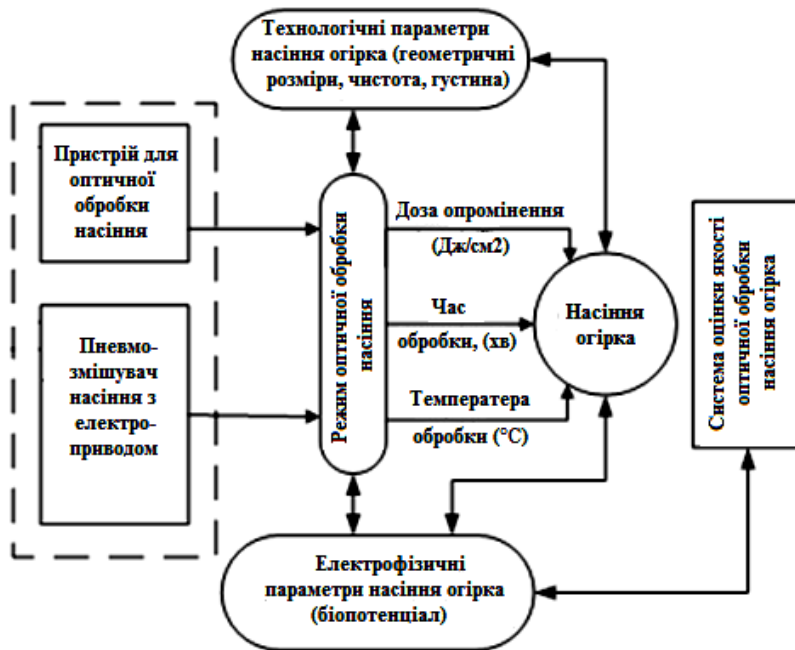 Технологічні параметри
насіння огірка (геометричні
розміри, чистота, густина)
Пристрій для
оптичної
обробки
насіння
Пневмо-
змішувач
насіння з
електро-
приводом
Режим оптичної обробки
насіння
Доза опромінення
(Дж/см2)
Час
обробки, (хв)
Температера
обробки (°C)
Насіння
огірка
Система оцінки якості
оптичної обробки
насіння огірка
Електрофізичні
параметри насіння огірка
(біопотенціал)